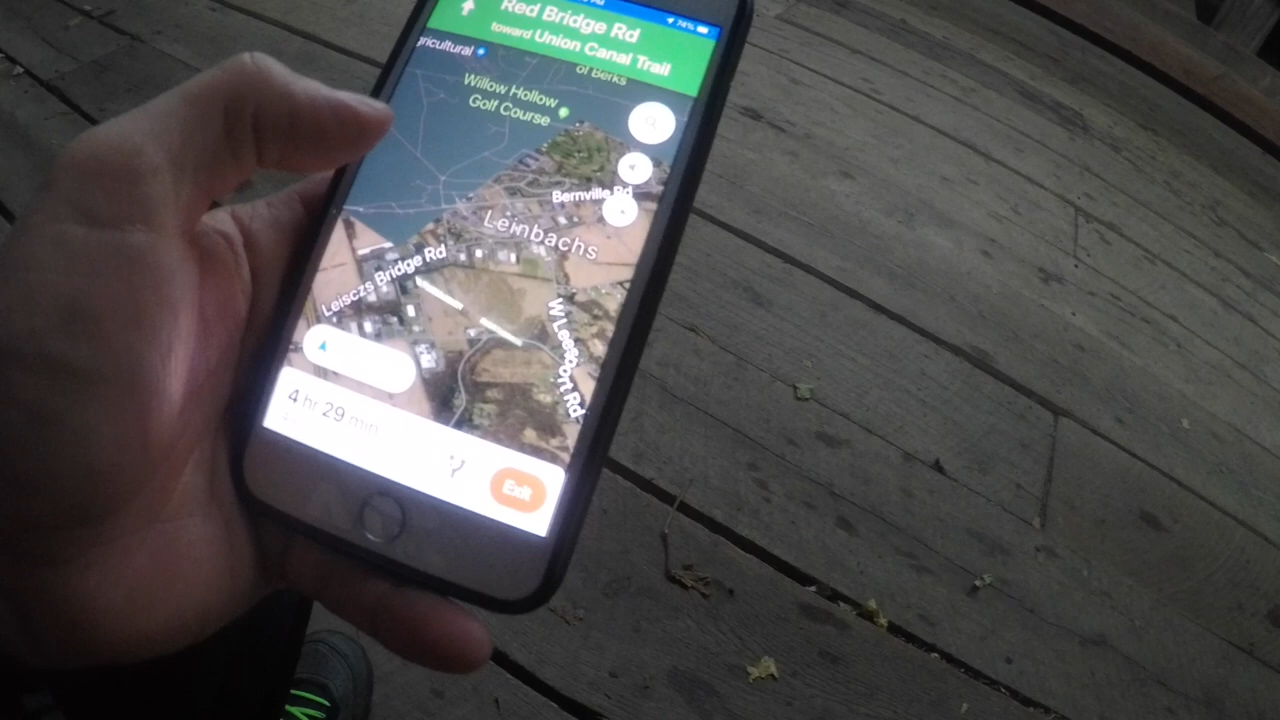 74%
Red Bridge Rd
toward Union Canal Trail
gricultural
of Berks
Willow Hollow
Golf Course
Bernville Rd
Leinbachs
Leisczs Bridge Rd
W Leesport Rd
4 hr 29 min
Exit